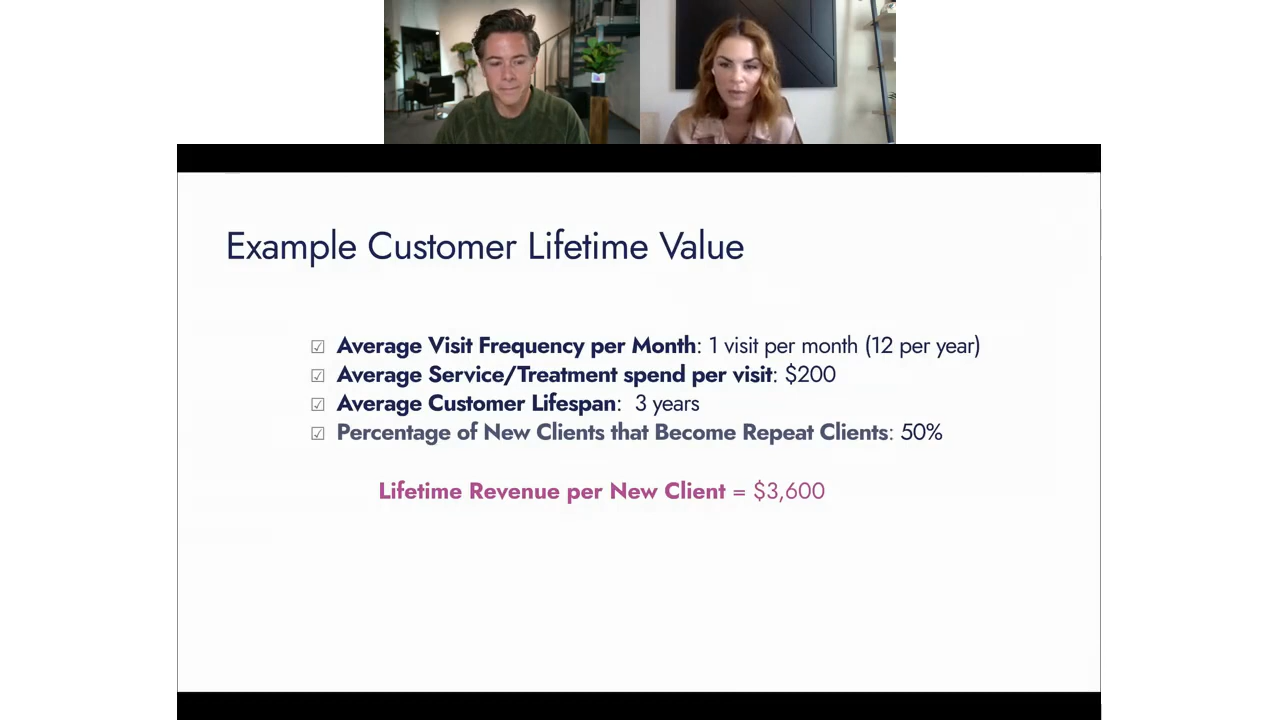 Example Customer Lifetime Value
☑ Average Visit Frequency per Month: 1 visit per month (12 per year)
☑ Average Service/Treatment spend per visit: $200
☑ Average Customer Lifespan: 3 years
☑ Percentage of New Clients that Become Repeat Clients: 50%
Lifetime Revenue per New Client = $3,600